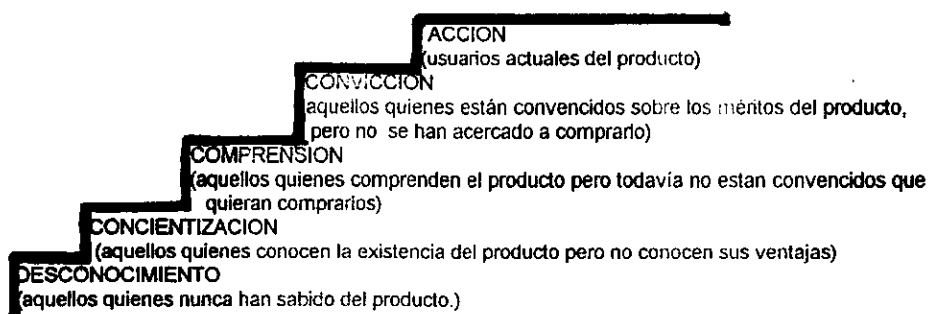 ACCION
(usuarios actuales del producto)
CONVICCION
(aquellos quienes están convencidos sobre los méritos del producto,
pero no se han acercado a comprarlo)
COMPRENSION
(aquellos quienes comprenden el producto pero todavía no estan convencidos que
quieran comprarlos)
CONCIENTIZACION
(aquellos quienes conocen la existencia del producto pero no conocen sus ventajas)
DESCONOCIMIENTO
(aquellos quienes nunca han sabido del producto.)